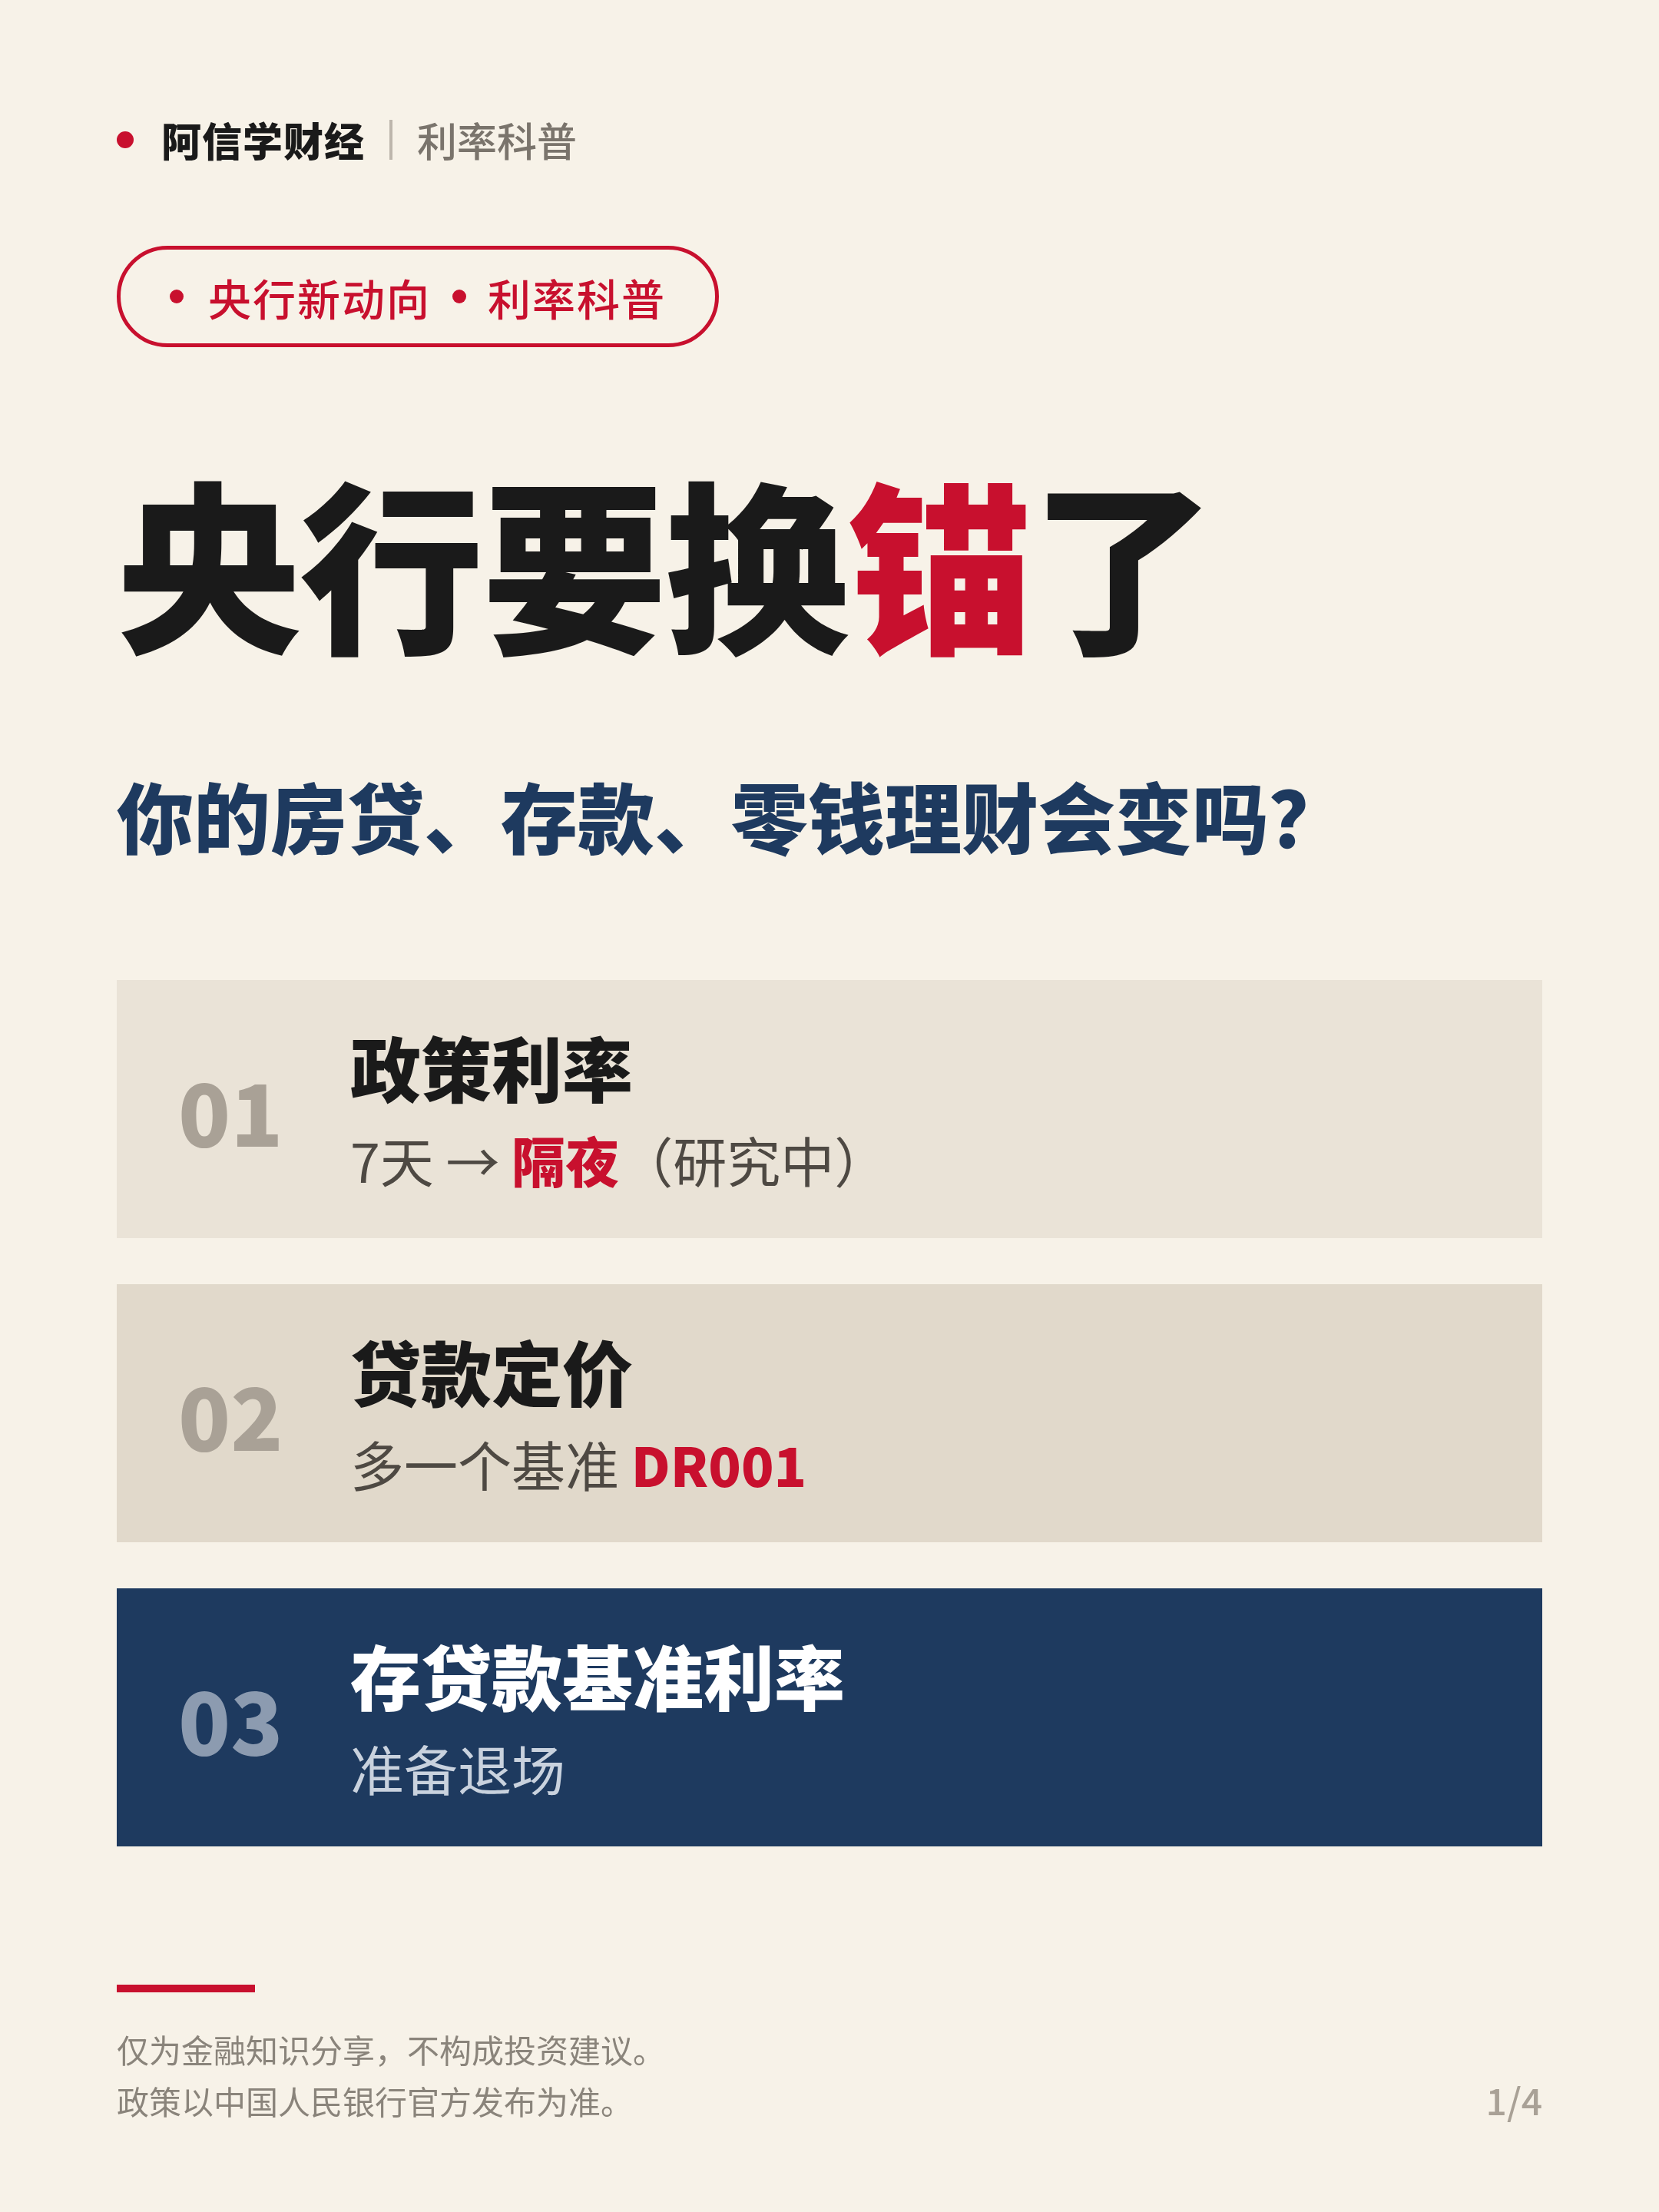 • 阿信学财经 | 利率科普
• 央行新动向 • 利率科普
央行要换锚了
你的房贷、存款、零钱理财会变吗?
01
政策利率
7天 → 隔夜（研究中）
02
贷款定价
多一个基准 DR001
03
存贷款基准利率
准备退场
仅为金融知识分享，不构成投资建议。
政策以中国人民银行官方发布为准。
1/4